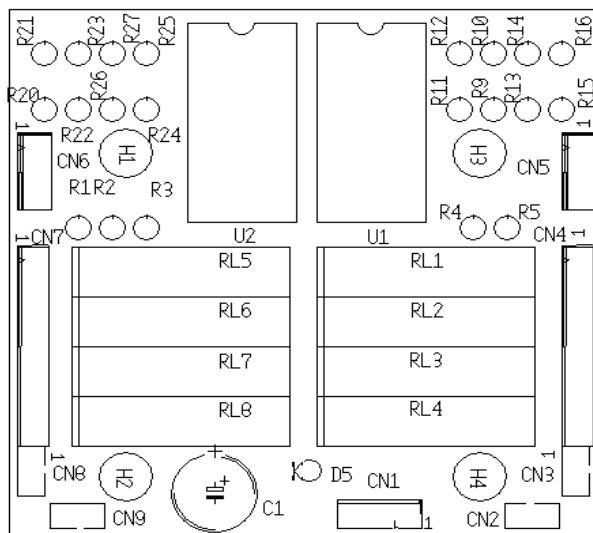 R21 R23 R27 R25 R12 R10 R14 R16
R20 R26 R11 R9 R13 R15
1 R22 R24 1
CN6 H1 H3 CN5
R1 R2 R3
R4 R5
1 CN7 U2 U1 CN4 1
RL5 RL1
RL6 RL2
RL7 RL3
RL8 RL4
1 CN8 H2 D5 CN1 H4 CN3 1
CN9 C1 1 CN2